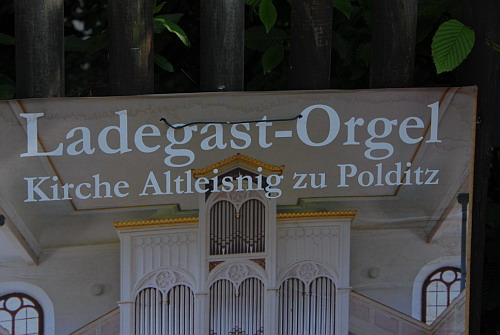 Ladegast-Orgel
Kirche Altleisnig zu Polditz